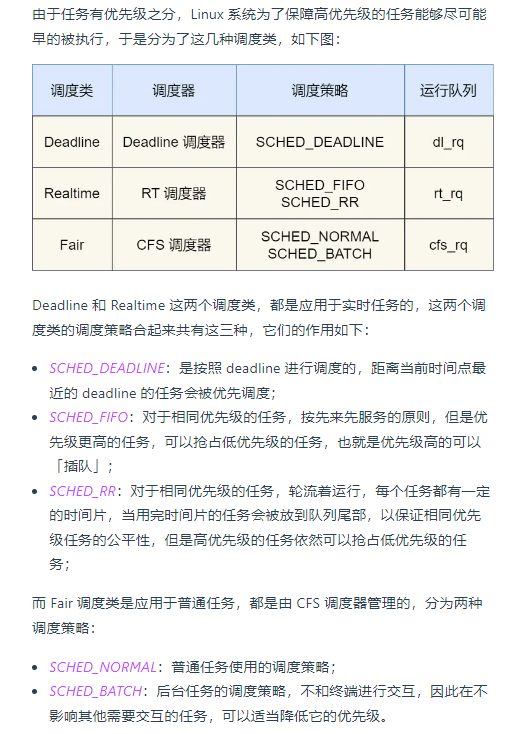 由于任务有优先级之分，Linux 系统为了保障高优先级的任务能够尽可能
早的被执行，于是分为了这几种调度类，如下图：
调度类 调度器 调度策略 运行队列
Deadline Deadline 调度器 SCHED_DEADLINE dl_rq
Realtime RT 调度器 SCHED_FIFO SCHED_RR rt_rq
Fair CFS 调度器 SCHED_NORMAL SCHED_BATCH cfs_rq
Deadline 和 Realtime 这两个调度类，都是应用于实时任务的，这两个调
度类的调度策略合起来共有这三种，它们的作用如下：
• SCHED_DEADLINE：是按照 deadline 进行调度的，距离当前时间点最
近的 deadline 的任务会被优先调度；
• SCHED_FIFO：对于相同优先级的任务，按先来先服务的原则，但是优
先级更高的任务，可以抢占低优先级的任务，也就是优先级高的可以
「插队」；
• SCHED_RR：对于相同优先级的任务，轮流着运行，每个任务都有一定
的时间片，当用完时间片的任务会被放到队列尾部，以保证相同优先
级任务的公平性，但是高优先级的任务依然可以抢占低优先级的任
务；
而 Fair 调度类是应用于普通任务，都是由 CFS 调度器管理的，分为两种
调度策略：
• SCHED_NORMAL：普通任务使用的调度策略；
• SCHED_BATCH：后台任务的调度策略，不和终端进行交互，因此在不
影响其他需要交互的任务，可以适当降低它的优先级。